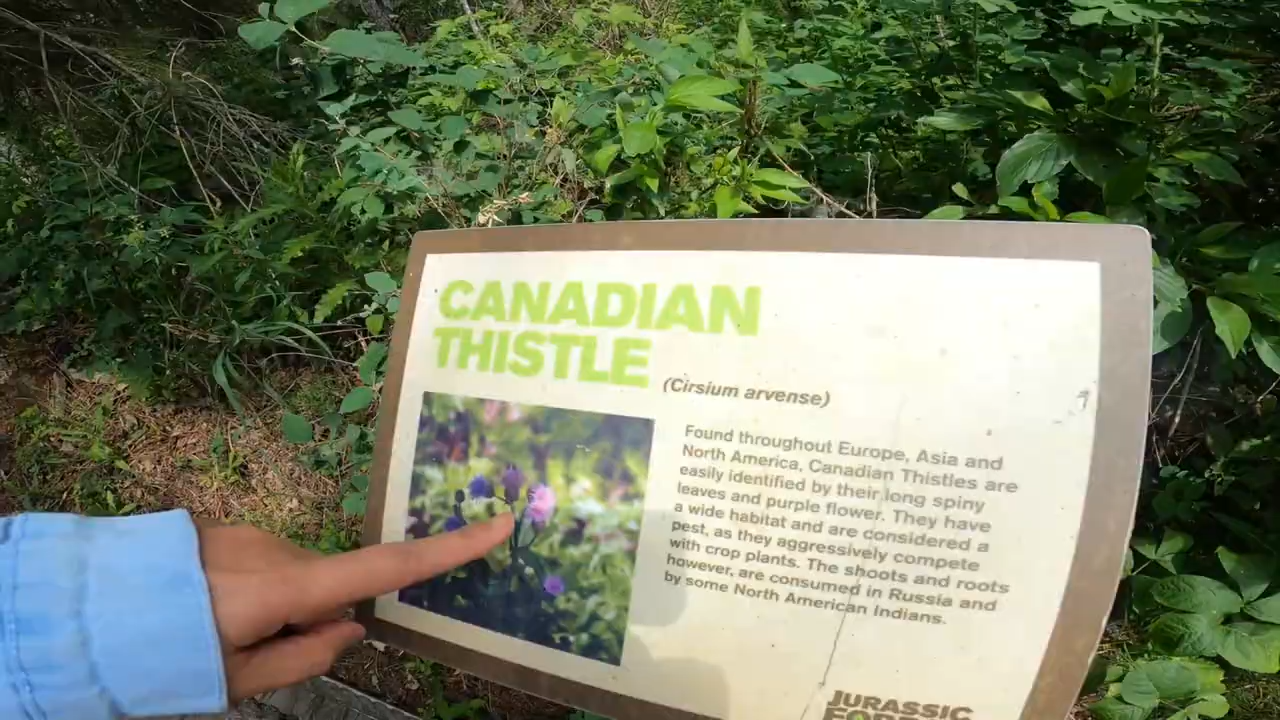 CANADIAN
THISTLE
(Cirsium arvense)
Found throughout Europe, Asia and
North America, Canadian Thistles are
easily identified by their long spiny
leaves and purple flower. They have
a wide habitat and are considered a
pest, as they aggressively compete
with crop plants. The shoots and roots
however, are consumed in Russia and
by some North American Indians.
JURASSIC